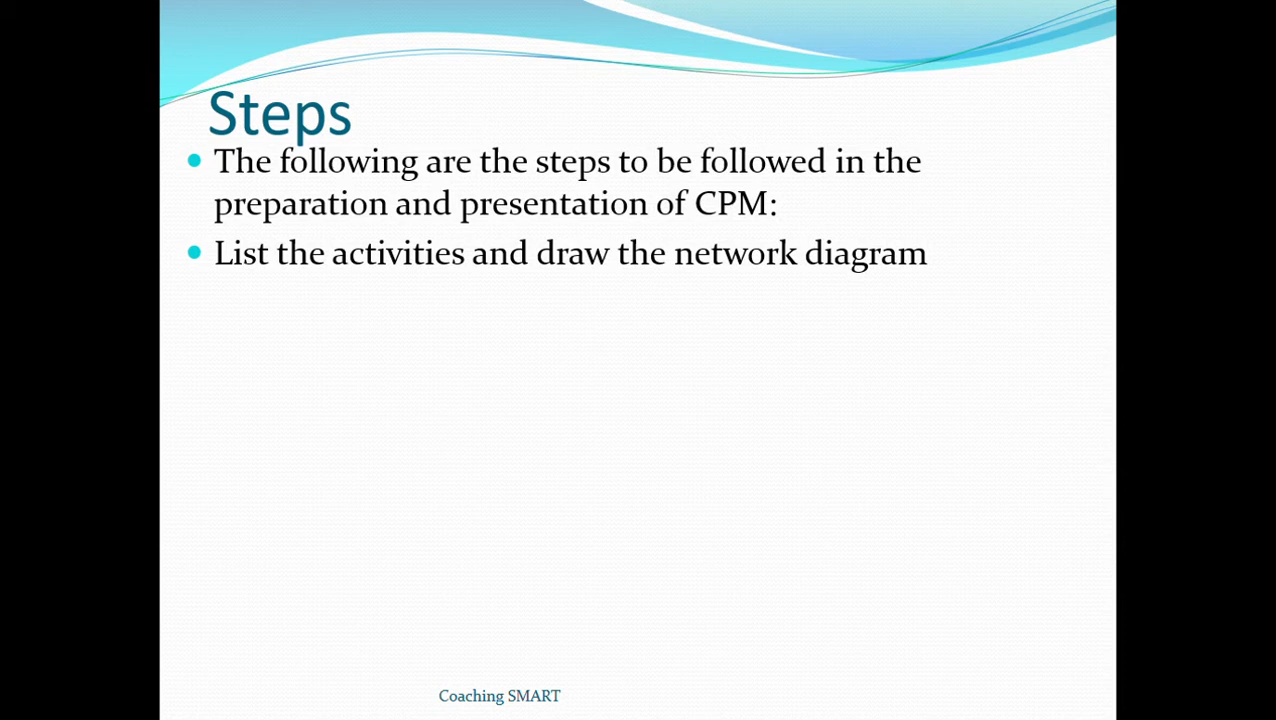 Steps
The following are the steps to be followed in the
preparation and presentation of CPM:
List the activities and draw the network diagram
Coaching SMART